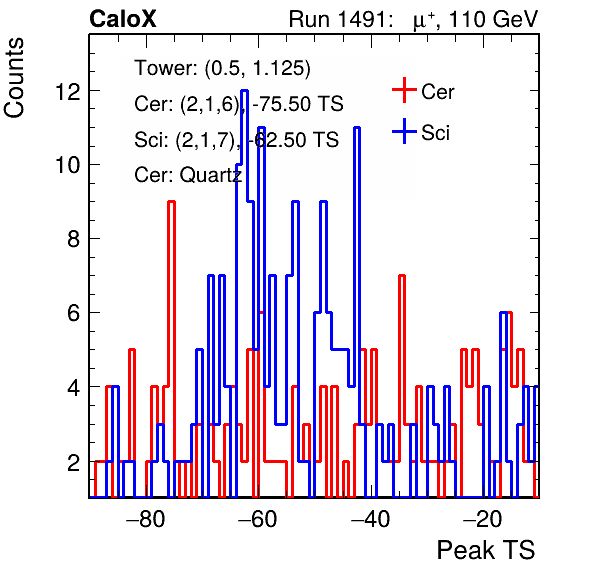 CaloX Run 1491: μ⁺, 110 GeV
Counts
Tower: (0.5, 1.125)
Cer: (2,1,6), -75.50 TS
Sci: (2,1,7), -62.50 TS
Cer: Quartz
Cer
Sci
12
10
8
6
4
2
−80 −60 −40 −20
Peak TS